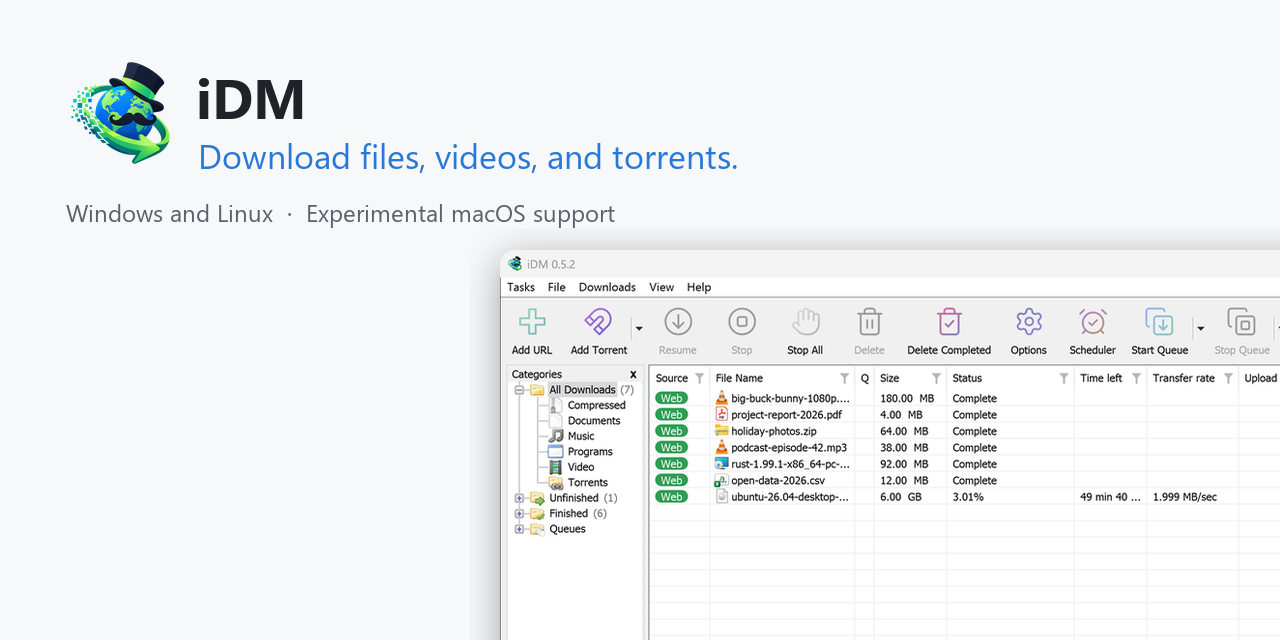 iDM
Download files, videos, and torrents.
Windows and Linux · Experimental macOS support
iDM 0.5.2
Tasks File Downloads View Help
Add URL Add Torrent Resume Stop Stop All Delete Delete Completed Options Scheduler Start Queue Stop Queue
Categories x
All Downloads (7)
Compressed
Documents
Music
Programs
Video
Torrents
Unfinished (1)
Finished (6)
Queues
Source File Name Q Size Status Time left Transfer rate Upload
Web big-buck-bunny-1080p.... 180.00 MB Complete
Web project-report-2026.pdf 4.00 MB Complete
Web holiday-photos.zip 64.00 MB Complete
Web podcast-episode-42.mp3 38.00 MB Complete
Web rust-1.99.1-x86_64-pc-... 92.00 MB Complete
Web open-data-2026.csv 12.00 MB Complete
Web ubuntu-26.04-desktop-... 6.00 GB 3.01% 49 min 40 ... 1.999 MB/sec